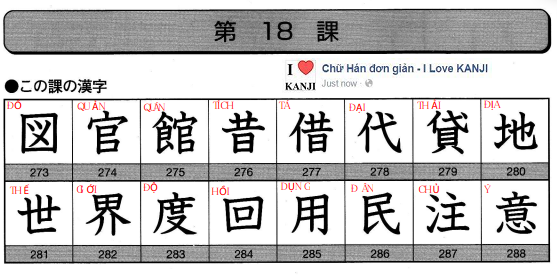 第 18 課
I ❤ KANJI
Chữ Hán đơn giản - I Love KANJI
Just now ·
●この課の漢字
ĐỒ QUAN QUÁN TÍCH TÁ ĐẠI THẢI ĐỊA
図 官 館 昔 借 代 貸 地
273 274 275 276 277 278 279 280
THẾ GIỚI ĐỘ HỒI DỤNG DÂN CHÚ Ý
世 界 度 回 用 民 注 意
281 282 283 284 285 286 287 288